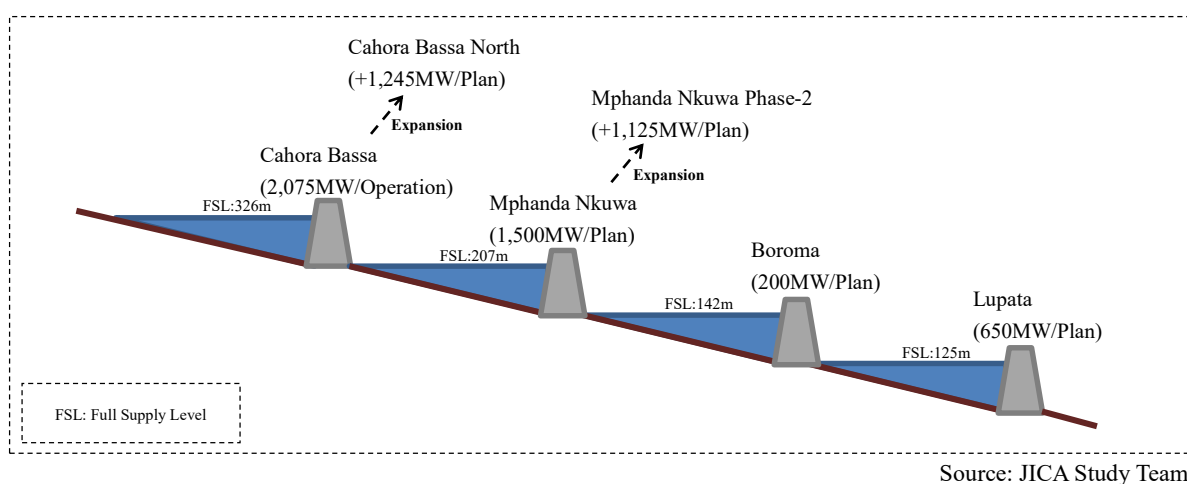 Cahora Bassa North
(+1,245MW/Plan)
Expansion
Mphanda Nkuwa Phase-2
(+1,125MW/Plan)
Expansion
Cahora Bassa
(2,075MW/Operation)
FSL:326m
Mphanda Nkuwa
(1,500MW/Plan)
FSL:207m
Boroma
(200MW/Plan)
FSL:142m
Lupata
(650MW/Plan)
FSL:125m
FSL: Full Supply Level
Source: JICA Study Team